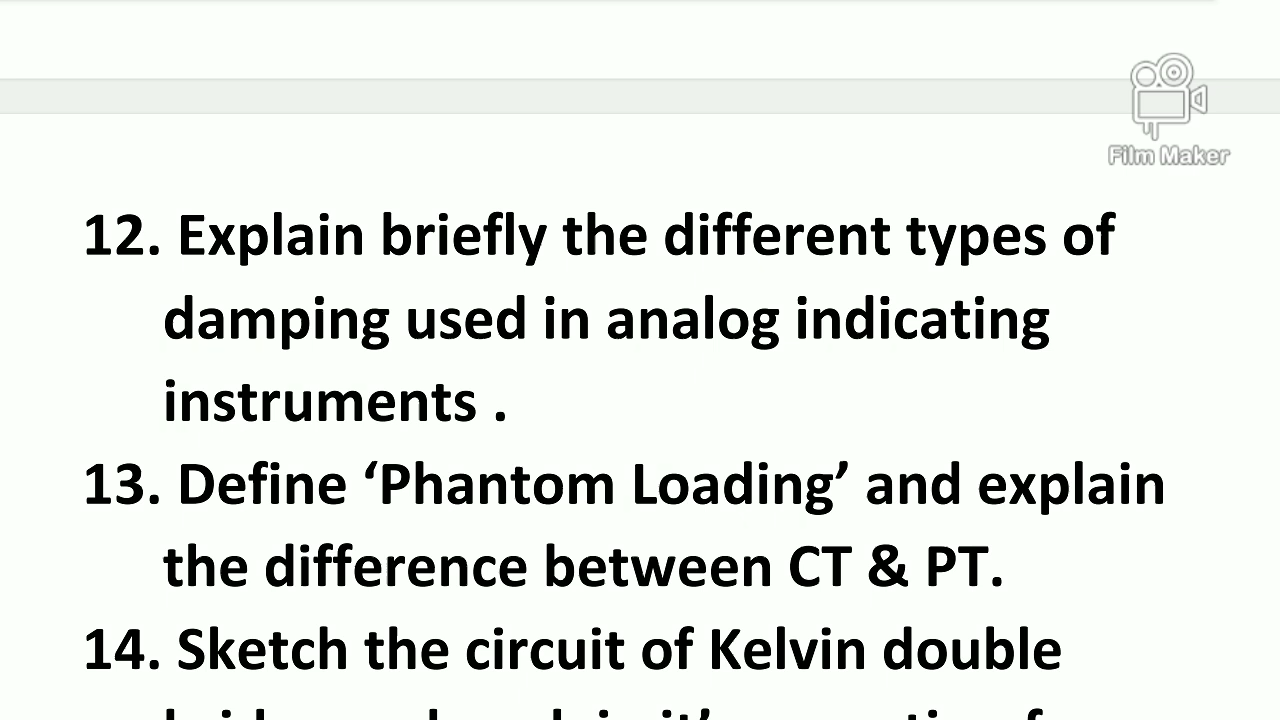 Film Maker
12. Explain briefly the different types of
damping used in analog indicating
instruments .
13. Define ‘Phantom Loading’ and explain
the difference between CT & PT.
14. Sketch the circuit of Kelvin double